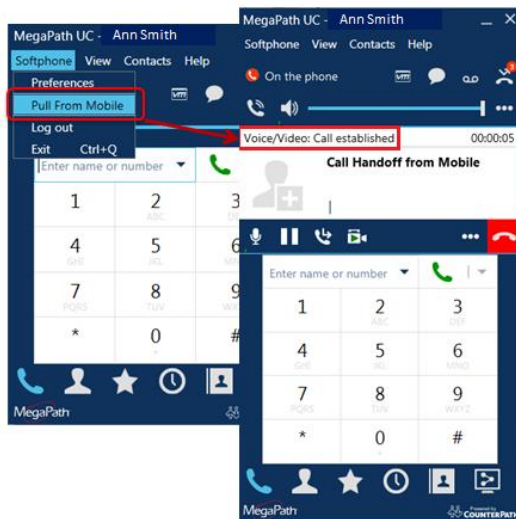 MegaPath UC - Ann Smith
Softphone View Contacts Help
Preferences
Pull From Mobile
Log out
Exit Ctrl+Q
Enter name or number
1
2
ABC
3
4
GHI
5
JKL
6
7
PQRS
8
TUV
9
*
0
#
MegaPath
MegaPath UC - Ann Smith
Softphone View Contacts Help
On the phone
Voice/Video: Call established 00:00:05
Call Handoff from Mobile
Enter name or number
1
2
ABC
3
DEF
4
GHI
5
JKL
6
MNO
7
PQRS
8
TUV
9
WXYZ
*
0
#
MegaPath
Powered by
COUNTERPATH